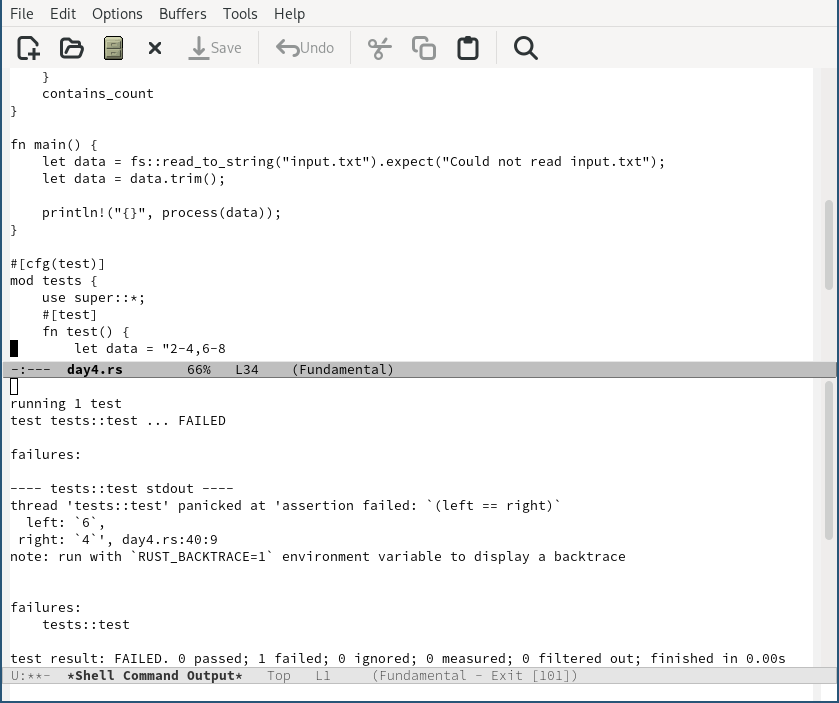 File Edit Options Buffers Tools Help
Save Undo
    }
    contains_count
}

fn main() {
    let data = fs::read_to_string("input.txt").expect("Could not read input.txt");
    let data = data.trim();

    println!("{}", process(data));
}

#[cfg(test)]
mod tests {
    use super::*;
    #[test]
    fn test() {
        let data = "2-4,6-8
-:---  day4.rs        66%   L34    (Fundamental)

running 1 test
test tests::test ... FAILED

failures:

---- tests::test stdout ----
thread 'tests::test' panicked at 'assertion failed: `(left == right)`
  left: `6`,
 right: `4`', day4.rs:40:9
note: run with `RUST_BACKTRACE=1` environment variable to display a backtrace


failures:
    tests::test

test result: FAILED. 0 passed; 1 failed; 0 ignored; 0 measured; 0 filtered out; finished in 0.00s
U:**-  *Shell Command Output*   Top   L1     (Fundamental - Exit [101])